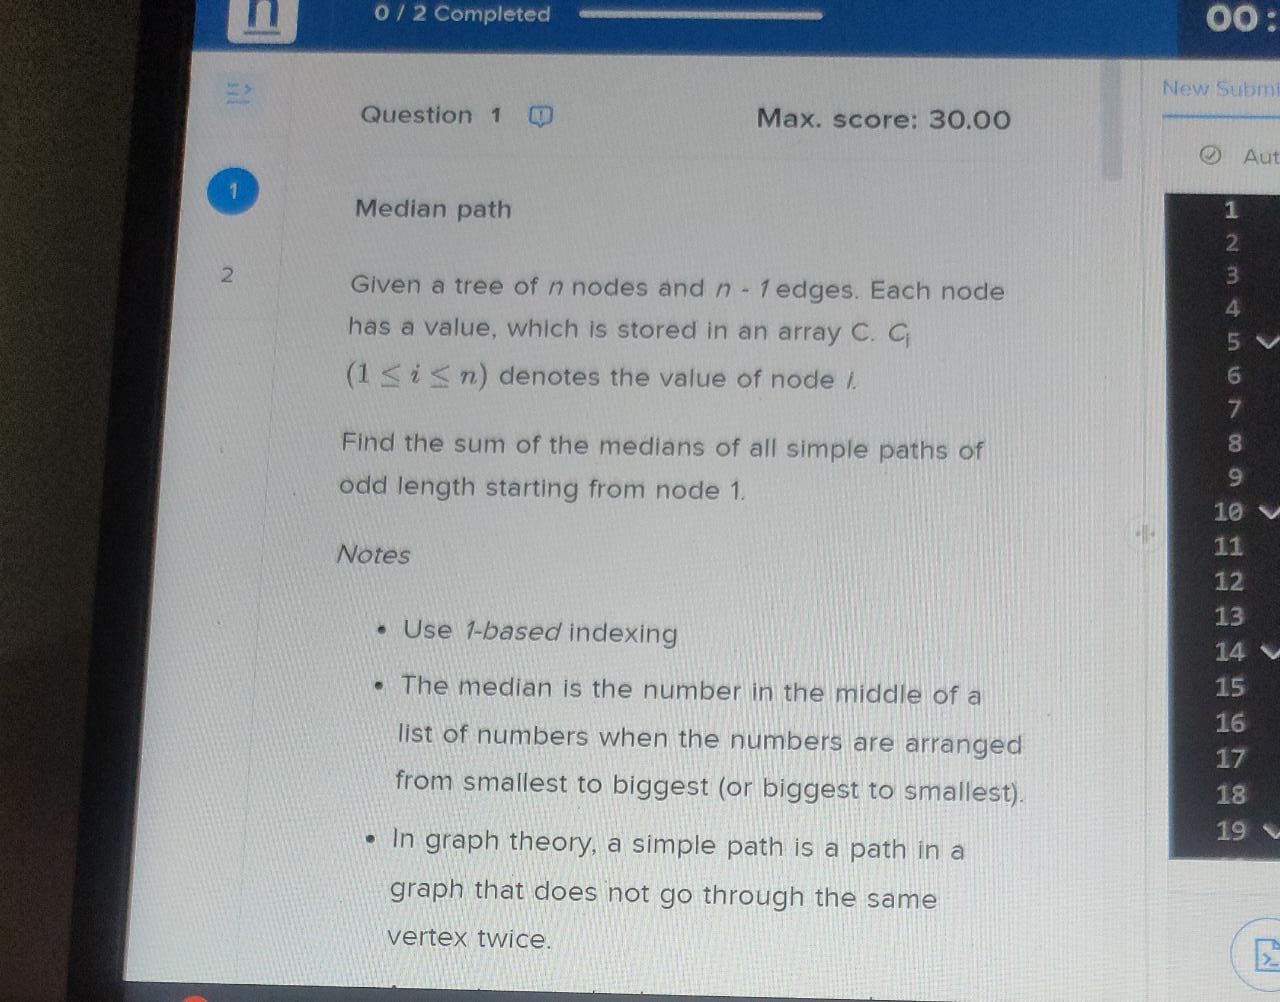 n
0 / 2 Completed
00:
New Submi
Question 1
Max. score: 30.00
Aut
1
2
Median path
Given a tree of n nodes and n - 1 edges. Each node
has a value, which is stored in an array C. Cᵢ
(1 ≤ i ≤ n) denotes the value of node i.
Find the sum of the medians of all simple paths of
odd length starting from node 1.
Notes
• Use 1-based indexing
• The median is the number in the middle of a
list of numbers when the numbers are arranged
from smallest to biggest (or biggest to smallest).
• In graph theory, a simple path is a path in a
graph that does not go through the same
vertex twice.
1
2
3
4
5
6
7
8
9
10
11
12
13
14
15
16
17
18
19